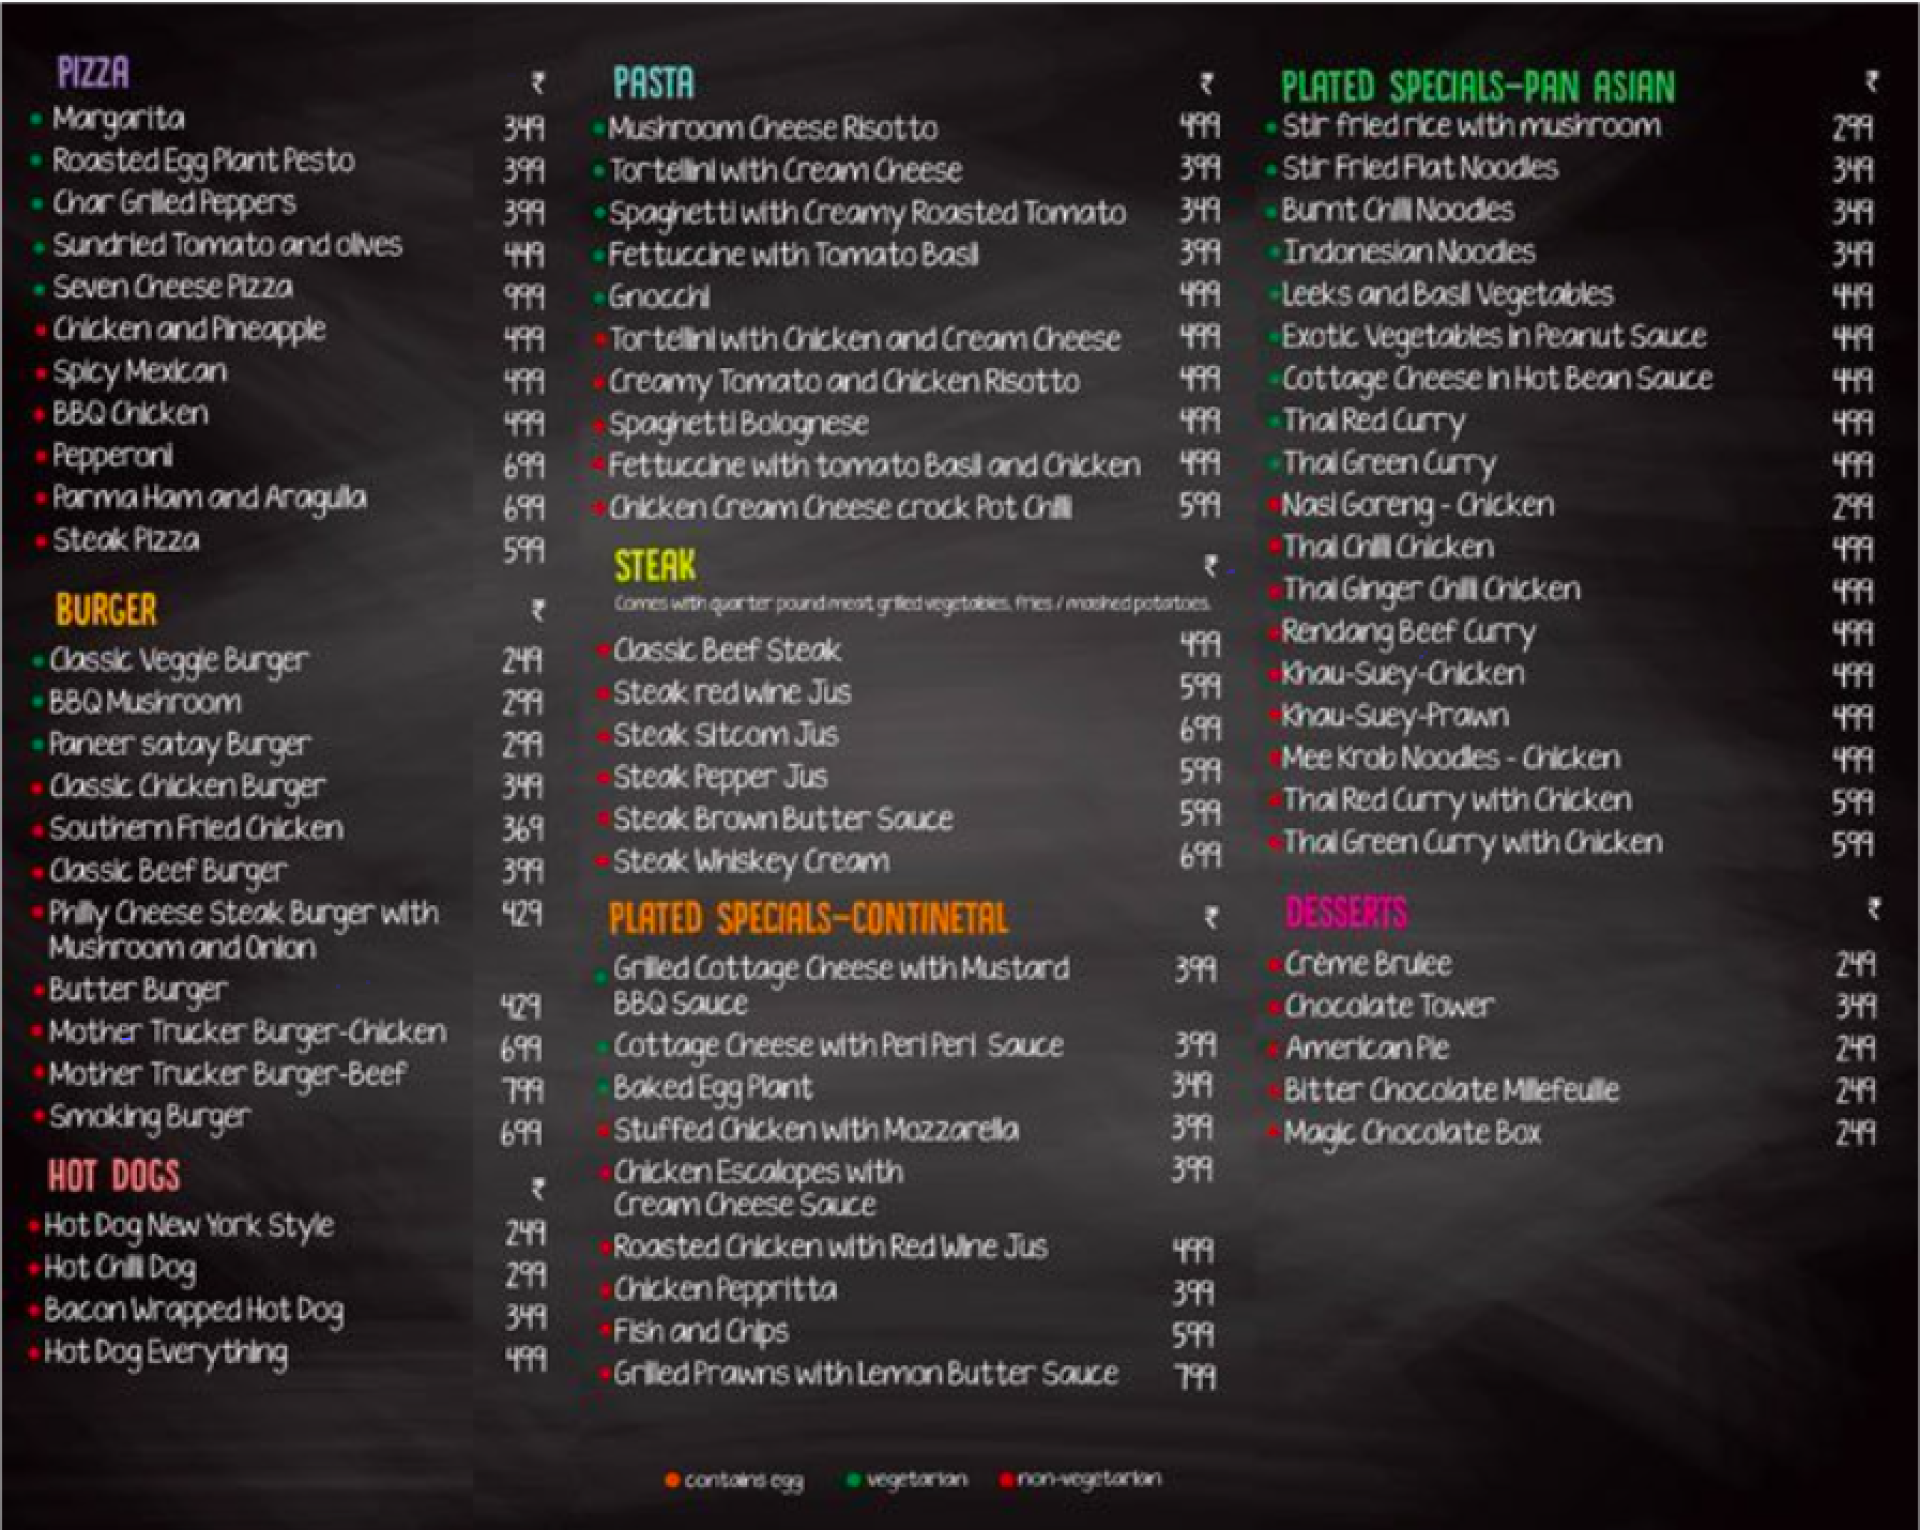 PIZZA ₹
Margarita 349
Roasted Egg Plant Pesto 399
Char Grilled Peppers 399
Sundried Tomato and olives 449
Seven Cheese Pizza 999
Chicken and Pineapple 499
Spicy Mexican 499
BBQ Chicken 499
Pepperoni 699
Parma Ham and Aragulla 699
Steak Pizza 599
BURGER ₹
Classic Veggie Burger 249
BBQ Mushroom 299
Paneer satay Burger 299
Classic Chicken Burger 349
Southern Fried Chicken 369
Classic Beef Burger 399
Philly Cheese Steak Burger with 429
Mushroom and Onion
Butter Burger 429
Mother Trucker Burger-Chicken 699
Mother Trucker Burger-Beef 799
Smoking Burger 699
HOT DOGS ₹
Hot Dog New York Style 249
Hot Chilli Dog 299
Bacon Wrapped Hot Dog 349
Hot Dog Everything 499
PASTA ₹
Mushroom Cheese Risotto 499
Tortellini with Cream Cheese 399
Spaghetti with Creamy Roasted Tomato 349
Fettuccine with Tomato Basil 399
Gnocchi 499
Tortellini with Chicken and Cream Cheese 499
Creamy Tomato and Chicken Risotto 499
Spaghetti Bolognese 499
Fettuccine with tomato Basil and Chicken 499
Chicken Cream Cheese crock Pot Chilli 599
STEAK ₹
Comes with quarter pound meat, grilled vegetables, fries / mashed potatoes.
Classic Beef Steak 499
Steak red wine Jus 599
Steak Sitcom Jus 699
Steak Pepper Jus 599
Steak Brown Butter Sauce 599
Steak Whiskey Cream 699
PLATED SPECIALS-CONTINETAL ₹
Grilled Cottage Cheese with Mustard 399
BBQ Sauce
Cottage Cheese with Peri Peri Sauce 399
Baked Egg Plant 349
Stuffed Chicken with Mozzarella 399
Chicken Escalopes with 399
Cream Cheese Sauce
Roasted Chicken with Red Wine Jus 499
Chicken Peppritta 399
Fish and Chips 599
Grilled Prawns with Lemon Butter Sauce 799
PLATED SPECIALS-PAN ASIAN ₹
Stir fried rice with mushroom 299
Stir Fried Flat Noodles 349
Burnt Chilli Noodles 349
Indonesian Noodles 349
Leeks and Basil Vegetables 449
Exotic Vegetables in Peanut Sauce 449
Cottage Cheese in Hot Bean Sauce 449
Thai Red Curry 499
Thai Green Curry 499
Nasi Goreng - Chicken 299
Thai Chilli Chicken 499
Thai Ginger Chilli Chicken 499
Rendang Beef Curry 499
Khau-Suey-Chicken 499
Khau-Suey-Prawn 499
Mee Krob Noodles - Chicken 499
Thai Red Curry with Chicken 599
Thai Green Curry with Chicken 599
DESSERTS ₹
Crème Brulee 249
Chocolate Tower 349
American Pie 249
Bitter Chocolate Millefeuille 249
Magic Chocolate Box 249
contains egg vegetarian non-vegetarian